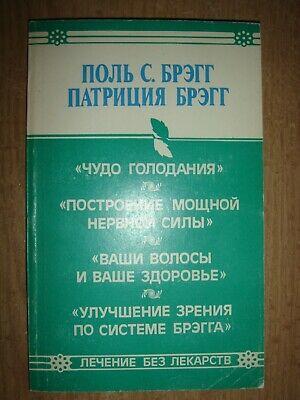 ПОЛЬ С. БРЭГГ
ПАТРИЦИЯ БРЭГГ
«ЧУДО ГОЛОДАНИЯ»
«ПОСТРОЕНИЕ МОЩНОЙ
НЕРВНОЙ СИЛЫ»
«ВАШИ ВОЛОСЫ
И ВАШЕ ЗДОРОВЬЕ»
«УЛУЧШЕНИЕ ЗРЕНИЯ
ПО СИСТЕМЕ БРЭГГА»
ЛЕЧЕНИЕ БЕЗ ЛЕКАРСТВ